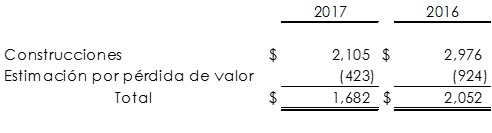 2017 2016
Construcciones $ 2,105 $ 2,976
Estimación por pérdida de valor (423) (924)
Total $ 1,682 $ 2,052